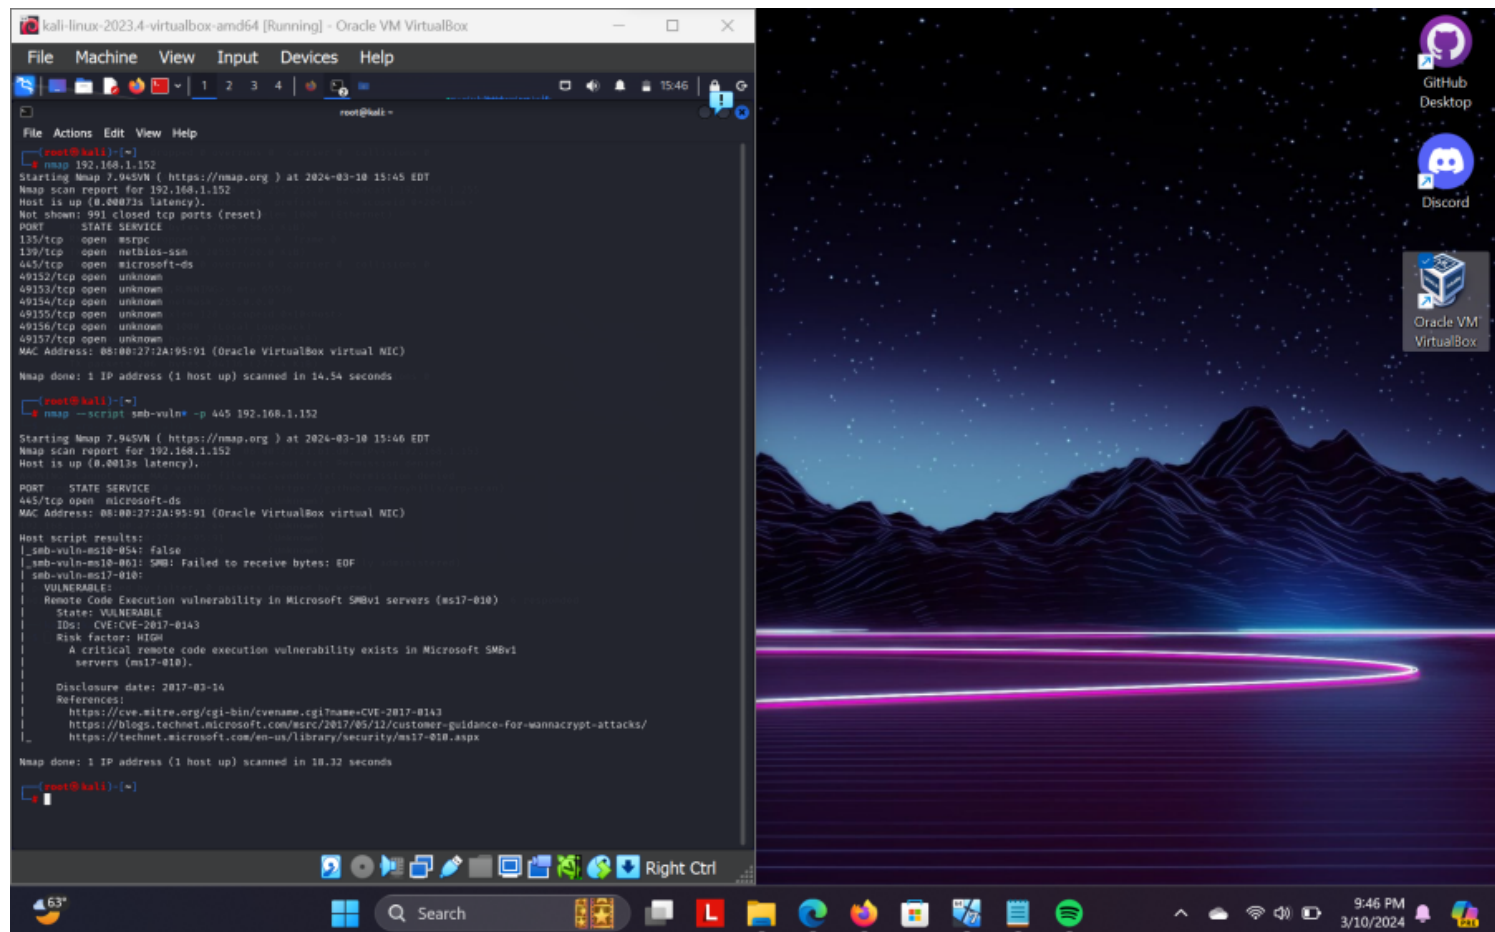 kali-linux-2023.4-virtualbox-amd64 [Running] - Oracle VM VirtualBox
File Machine View Input Devices Help
1 2 3 4 15:46
root@kali: ~
File Actions Edit View Help
(root㉿kali)-[~]
# nmap 192.168.1.152
Starting Nmap 7.94SVN ( https://nmap.org ) at 2024-03-10 15:45 EDT
Nmap scan report for 192.168.1.152
Host is up (0.00073s latency).
Not shown: 991 closed tcp ports (reset)
PORT STATE SERVICE
135/tcp open msrpc
139/tcp open netbios-ssn
445/tcp open microsoft-ds
49152/tcp open unknown
49153/tcp open unknown
49154/tcp open unknown
49155/tcp open unknown
49156/tcp open unknown
49157/tcp open unknown
MAC Address: 08:00:27:2A:95:91 (Oracle VirtualBox virtual NIC)
Nmap done: 1 IP address (1 host up) scanned in 14.54 seconds
(root㉿kali)-[~]
# nmap --script smb-vuln* -p 445 192.168.1.152
Starting Nmap 7.94SVN ( https://nmap.org ) at 2024-03-10 15:46 EDT
Nmap scan report for 192.168.1.152
Host is up (0.0013s latency).
PORT STATE SERVICE
445/tcp open microsoft-ds
MAC Address: 08:00:27:2A:95:91 (Oracle VirtualBox virtual NIC)
Host script results:
|_smb-vuln-ms10-054: false
|_smb-vuln-ms10-061: SMB: Failed to receive bytes: EOF
| smb-vuln-ms17-010:
| VULNERABLE:
| Remote Code Execution vulnerability in Microsoft SMBv1 servers (ms17-010)
| State: VULNERABLE
| IDs: CVE:CVE-2017-0143
| Risk factor: HIGH
| A critical remote code execution vulnerability exists in Microsoft SMBv1
| servers (ms17-010).
|
| Disclosure date: 2017-03-14
| References:
| https://cve.mitre.org/cgi-bin/cvename.cgi?name=CVE-2017-0143
| https://blogs.technet.microsoft.com/msrc/2017/05/12/customer-guidance-for-wannacrypt-attacks/
|_ https://technet.microsoft.com/en-us/library/security/ms17-010.aspx
Nmap done: 1 IP address (1 host up) scanned in 18.32 seconds
(root㉿kali)-[~]
#
Right Ctrl
GitHub
Desktop
Discord
Oracle VM
VirtualBox
63°
Search
L
9:46 PM
3/10/2024